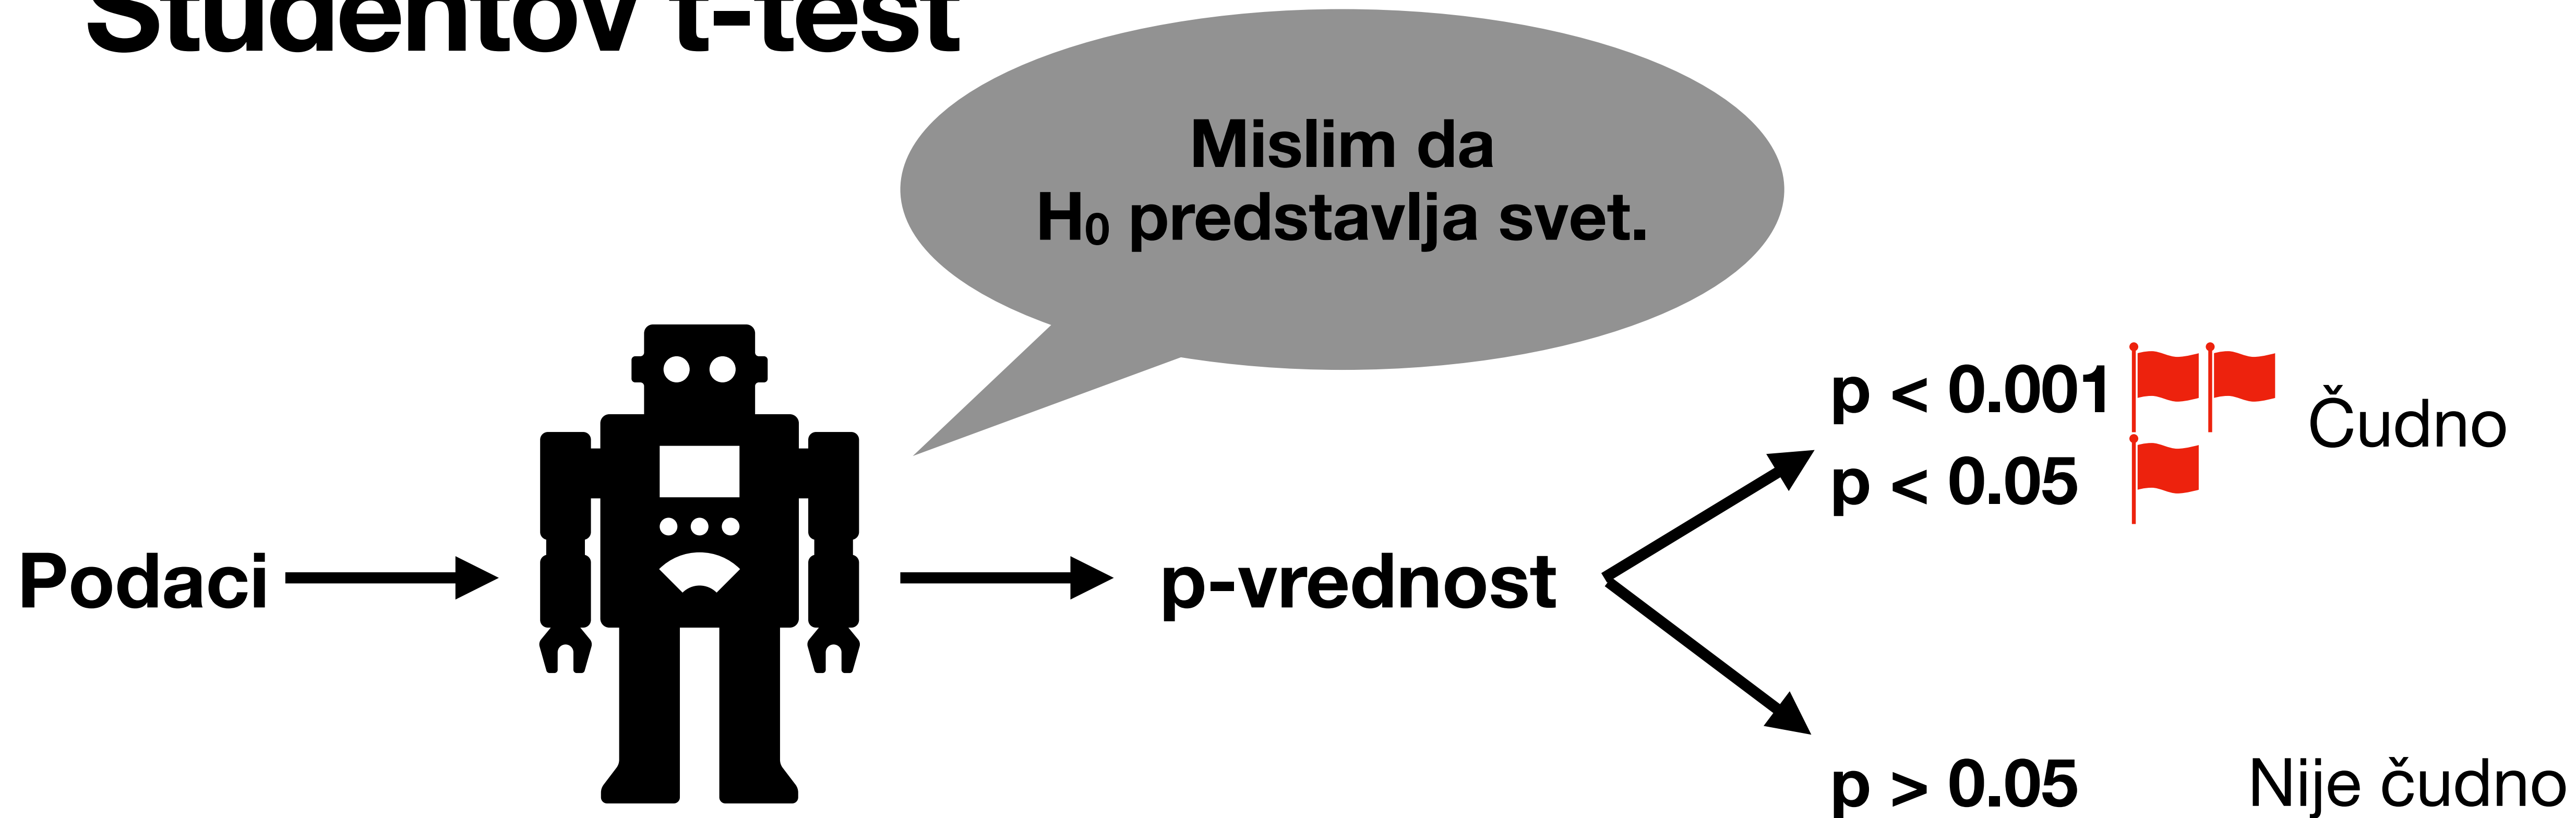 Studentov t-test
Mislim da
H₀ predstavlja svet.
p < 0.001
Čudno
p < 0.05
Podaci
p-vrednost
p > 0.05
Nije čudno